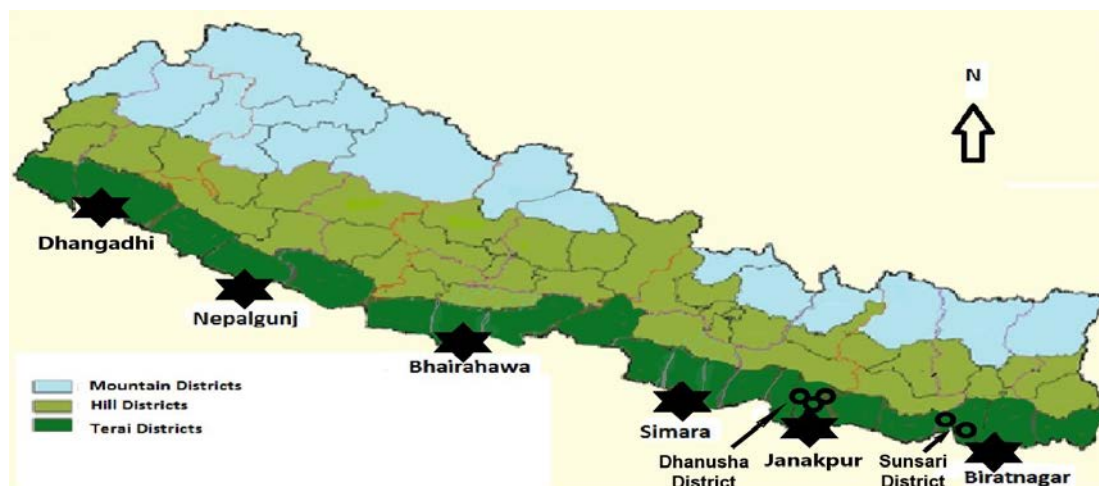 N
Dhangadhi
Nepalgunj
Bhairahawa
Mountain Districts
Hill Districts
Terai Districts
Simara
Dhanusha
District
Janakpur
Sunsari
District
Biratnagar